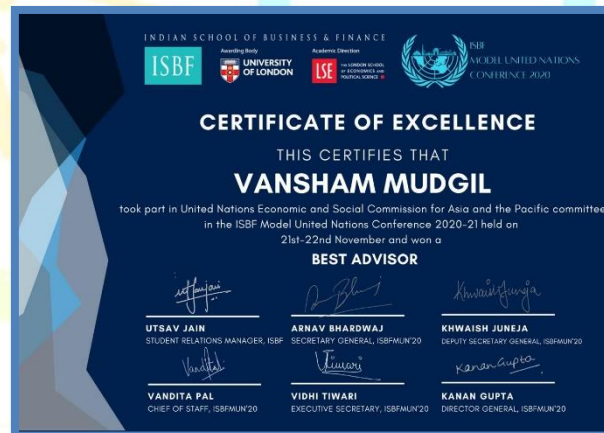 INDIAN SCHOOL OF BUSINESS & FINANCE
ISBF
Awarding Body
UNIVERSITY
OF LONDON
Academic Direction
LSE
THE LONDON SCHOOL
OF ECONOMICS AND
POLITICAL SCIENCE
ISBF
MODEL UNITED NATIONS
CONFERENCE 2020
CERTIFICATE OF EXCELLENCE
THIS CERTIFIES THAT
VANSHAM MUDGIL
took part in United Nations Economic and Social Commission for Asia and the Pacific committee
in the ISBF Model United Nations Conference 2020-21 held on
21st-22nd November and won a
BEST ADVISOR
Khwaish Juneja
UTSAV JAIN
STUDENT RELATIONS MANAGER, ISBF
ARNAV BHARDWAJ
SECRETARY GENERAL, ISBFMUN'20
KHWAISH JUNEJA
DEPUTY SECRETARY GENERAL, ISBFMUN'20
Kanan Gupta
VANDITA PAL
CHIEF OF STAFF, ISBFMUN'20
VIDHI TIWARI
EXECUTIVE SECRETARY, ISBFMUN'20
KANAN GUPTA
DIRECTOR GENERAL, ISBFMUN'20